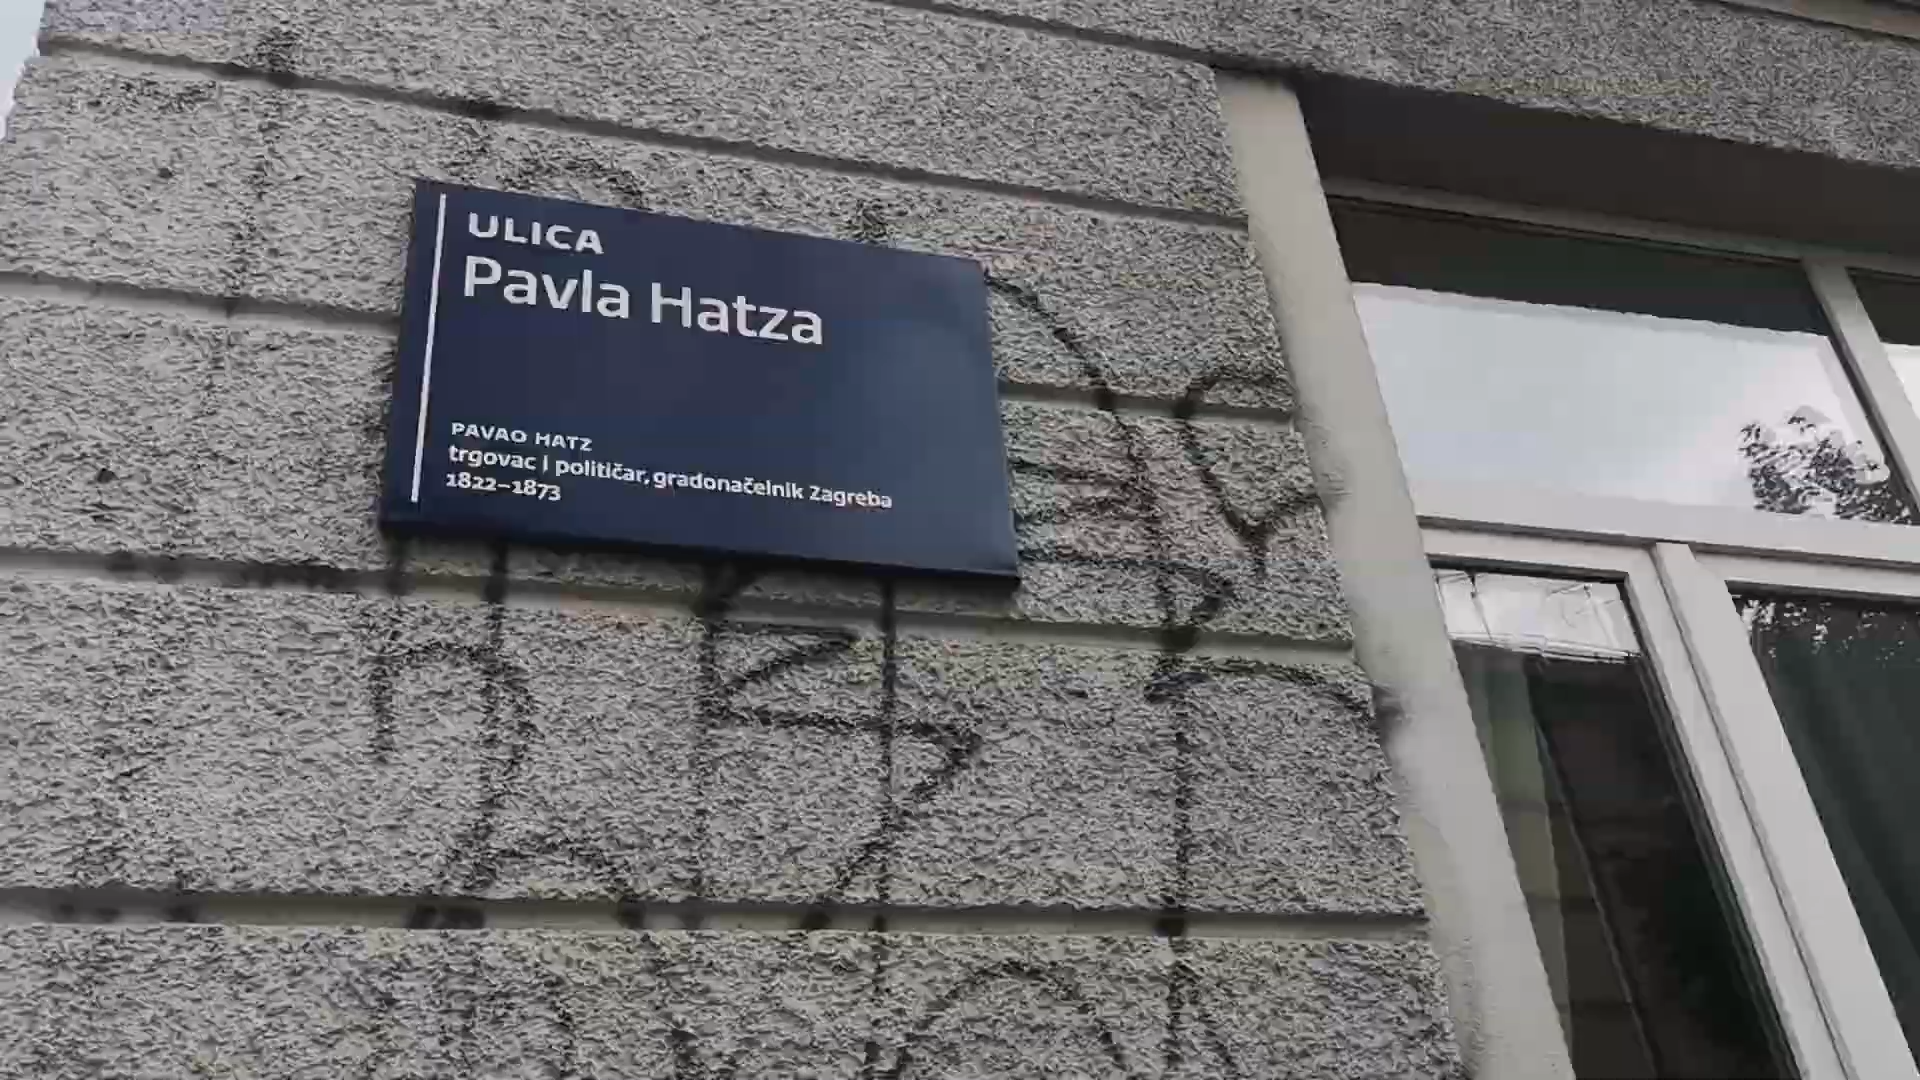 ULICA
Pavla Hatza
PAVAO HATZ
trgovac i političar, gradonačelnik Zagreba
1822–1873